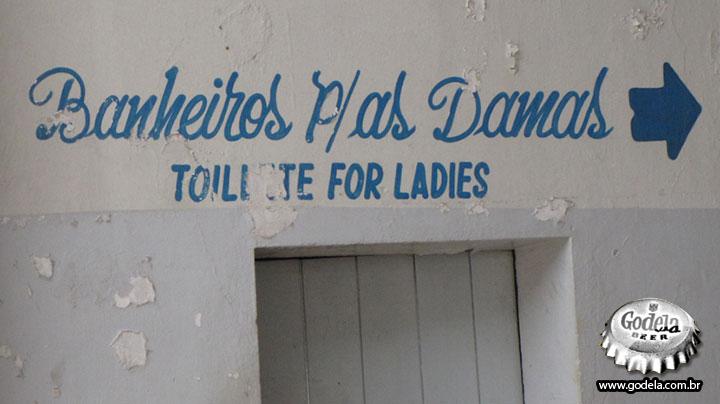 Banheiros P/as Damas
TOILLETE FOR LADIES
Godela
BEER
www.godela.com.br